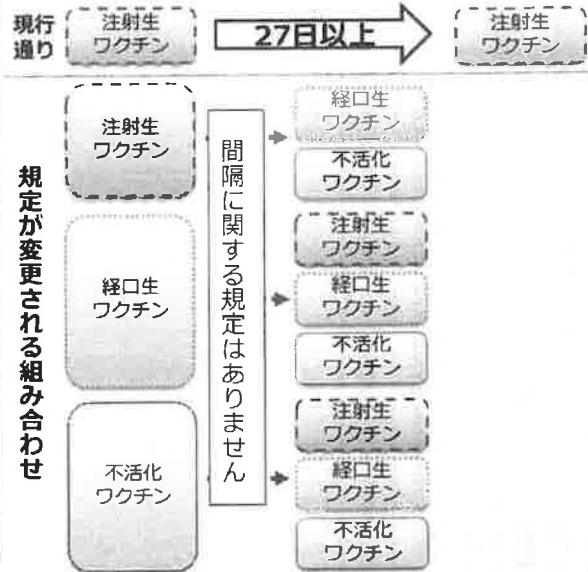 現行
通り
注射生
ワクチン
27日以上
注射生
ワクチン
規定が変更される組み合わせ
注射生
ワクチン
間隔に関する規定はありません
経口生
ワクチン
不活化
ワクチン
経口生
ワクチン
注射生
ワクチン
経口生
ワクチン
不活化
ワクチン
不活化
ワクチン
注射生
ワクチン
経口生
ワクチン
不活化
ワクチン